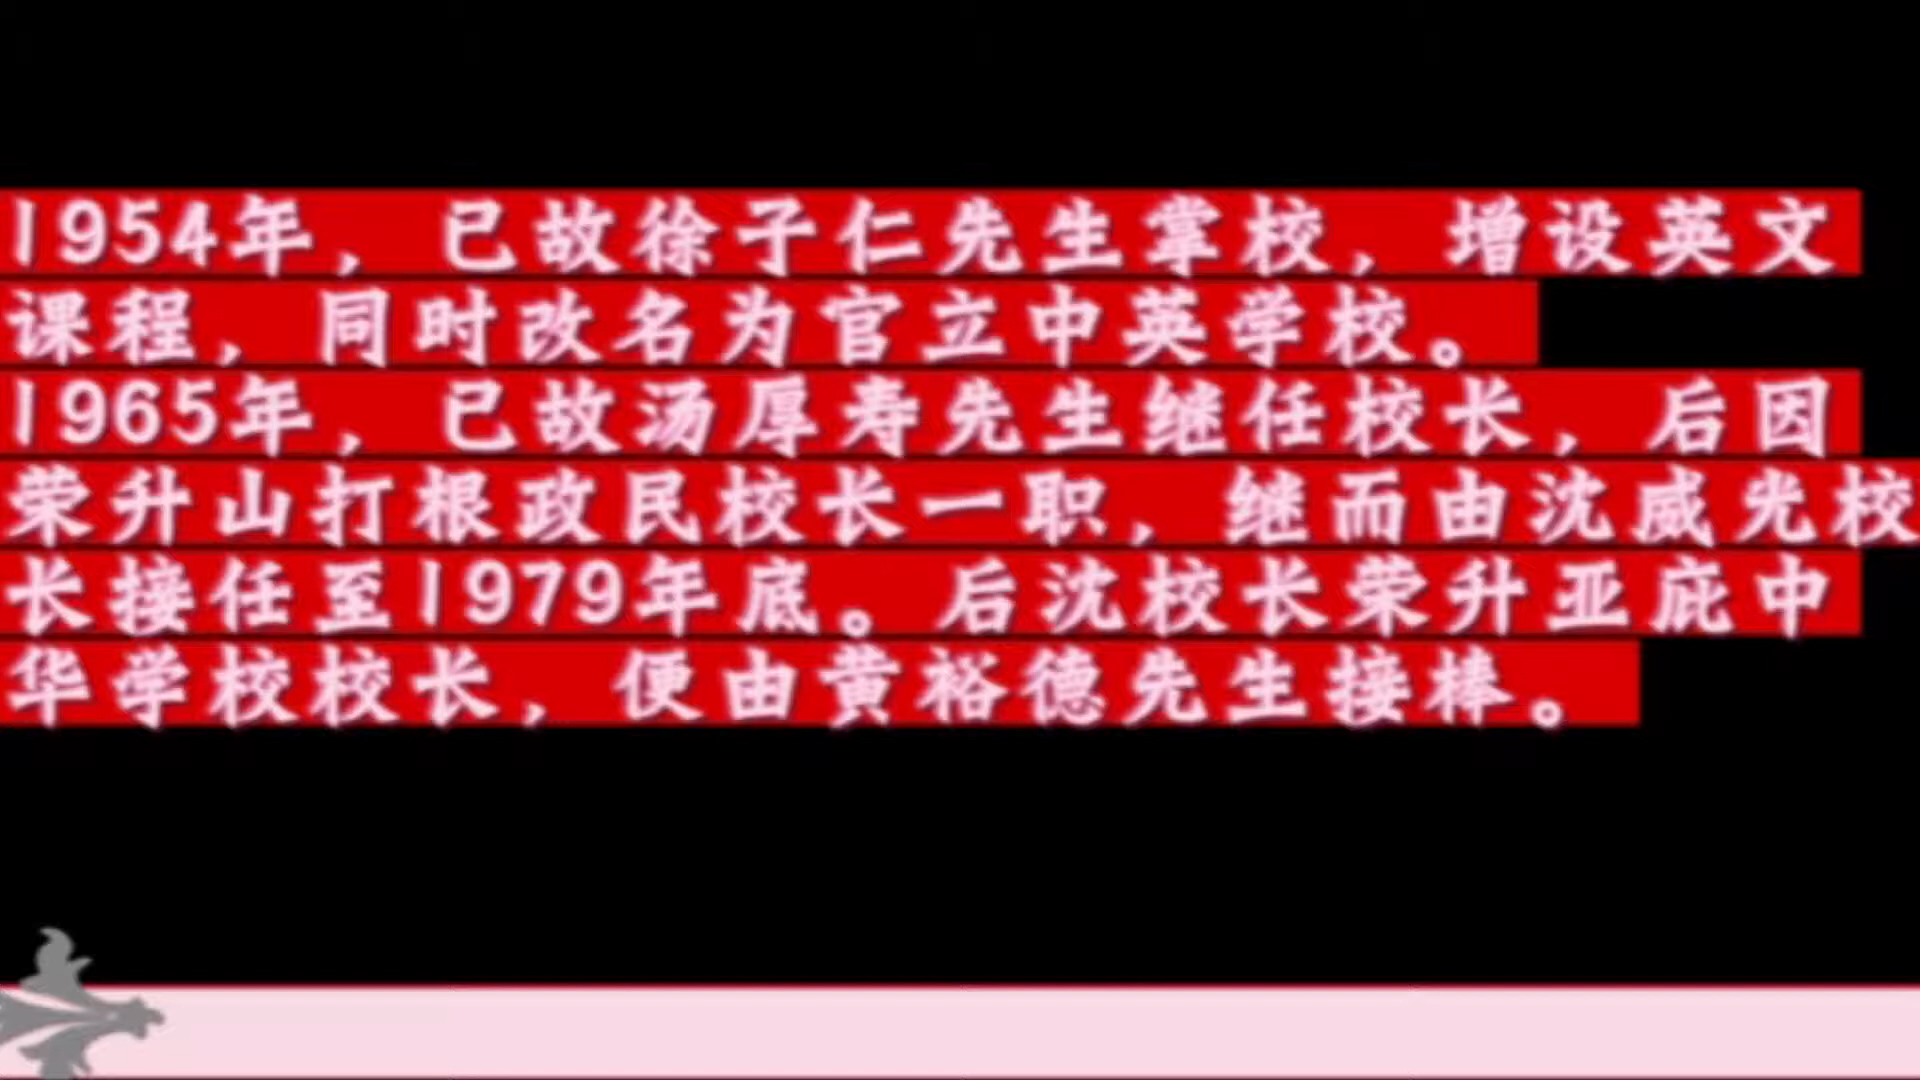 1954年，已故徐子仁先生掌校，增设英文
课程，同时改名为官立中英学校。
1965年，已故汤厚寿先生继任校长，后因
荣升山打根政民校长一职，继而由沈威光校
长接任至1979年底。后沈校长荣升亚庇中
华学校校长，便由黄裕德先生接棒。